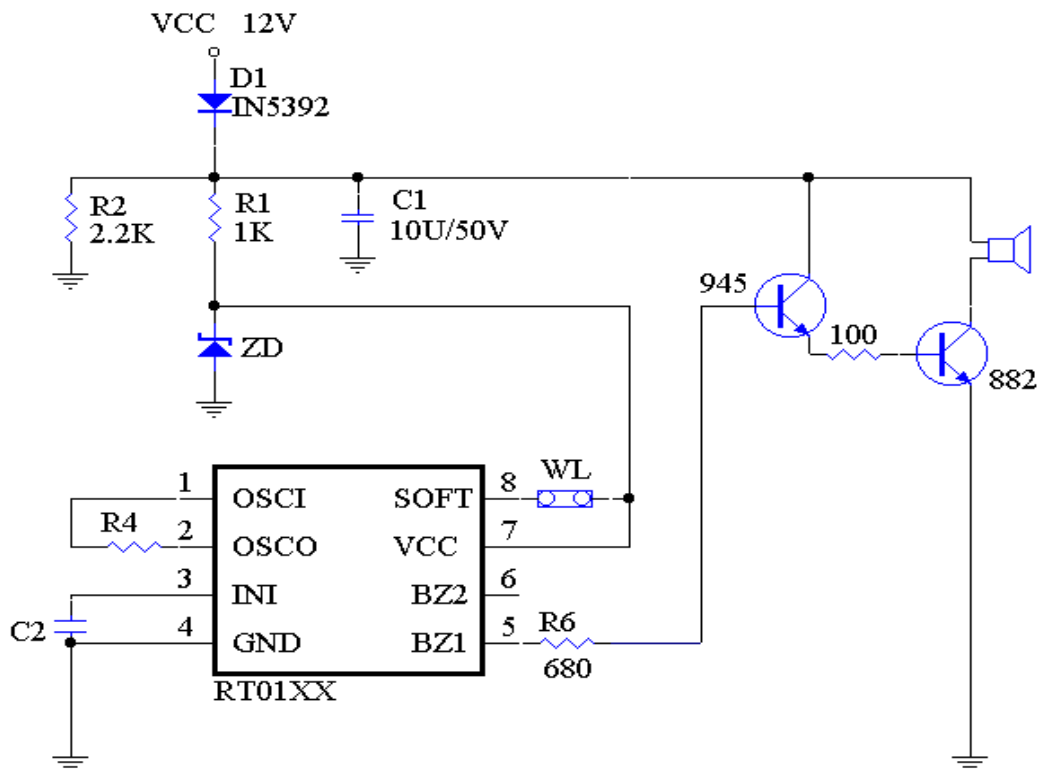 VCC 12V
D1
IN5392
R2
2.2K
R1
1K
C1
10U/50V
945
100
882
ZD
WL
1
OSCI
SOFT
8
R4
2
OSCO
VCC
7
3
INI
BZ2
6
C2
4
GND
BZ1
5
R6
680
RT01XX